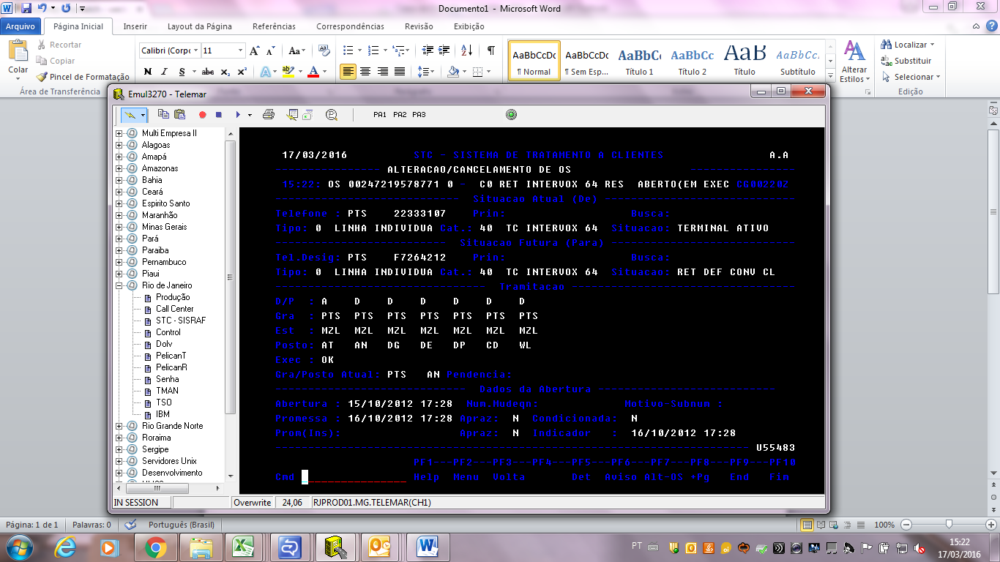 Documento1 - Microsoft Word
Arquivo Página Inicial Inserir Layout da Página Referências Correspondências Revisão Exibição
Colar
Recortar
Copiar
Pincel de Formatação
Área de Transferência
Calibri (Corpo 11
N I S abc x₂ x²
AaBbCcDc AaBbCcDc AaBbCc AaBbCc AaB AaBbCc.
¶ Normal ¶ Sem Esp... Título 1 Título 2 Título Subtítulo
Alterar Estilos
Localizar
Substituir
Selecionar
Edição
Emul3270 - Telemar
PA1 PA2 PA3
Multi Empresa II
Alagoas
Amapá
Amazonas
Bahia
Ceará
Espirito Santo
Maranhão
Minas Gerais
Pará
Paraiba
Pernambuco
Piaui
Rio de Janeiro
Produção
Call Center
STC - SISRAF
Control
Dolv
PelicanT
PelicanR
Senha
TMAN
TSO
IBM
Rio Grande Norte
Roraima
Sergipe
Servidores Unix
Desenvolvimento
17/03/2016 STC - SISTEMA DE TRATAMENTO A CLIENTES A.A
ALTERACAO/CANCELAMENTO DE OS
15:22: OS 00247219578771 0 - C0 RET INTERVOX 64 RES ABERTO(EM EXEC CG002202
Situacao Atual (De)
Telefone : PTS 22333107 Prin: Busca:
Tipo: 0 LINHA INDIVIDUA Cat.: 40 TC INTERVOX 64 Situacao: TERMINAL ATIVO
Situacao Futura (Para)
Tel.Desig: PTS F7264212 Prin: Busca:
Tipo: 0 LINHA INDIVIDUA Cat.: 40 TC INTERVOX 64 Situacao: RET DEF CONV CL
Tramitacao
D/P : A D D D D D D
Gra : PTS PTS PTS PTS PTS PTS PTS
Est : MZL MZL MZL MZL MZL MZL MZL
Posto: AT AN DG DE DP CD WL
Exec : OK
Gra/Posto Atual: PTS AN Pendencia:
Dados da Abertura
Abertura : 15/10/2012 17:28 Num.Mudeqn: Motivo-Subnum :
Promessa : 16/10/2012 17:28 Apraz: N Condicionada: N
Prom(Ins): Apraz: N Indicador : 16/10/2012 17:28
U55483
PF1---PF2---PF3---PF4---PF5---PF6---PF7---PF8---PF9---PF10
Cmd Help Menu Volta Det Aviso Alt-OS +Pg End Fim
IN SESSION Overwrite 24,06 RJPROD01.MG.TELEMAR(CH1)
Página: 1 de 1 Palavras: 0 Português (Brasil) 100%
PT 15:22
17/03/2016